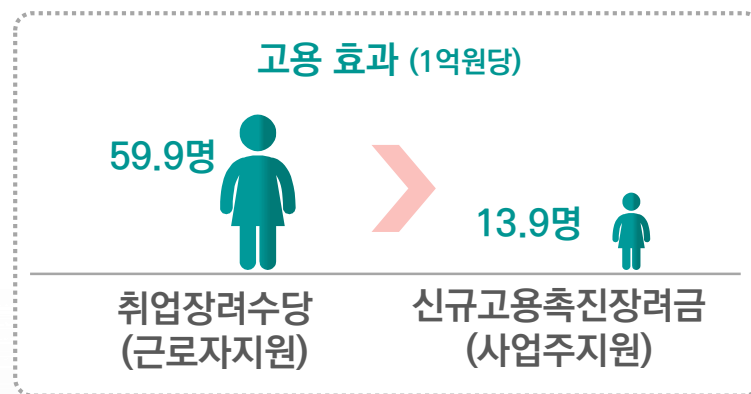 고용 효과 (1억원당)
59.9명
13.9명
취업장려수당
(근로자지원)
신규고용촉진장려금
(사업주지원)